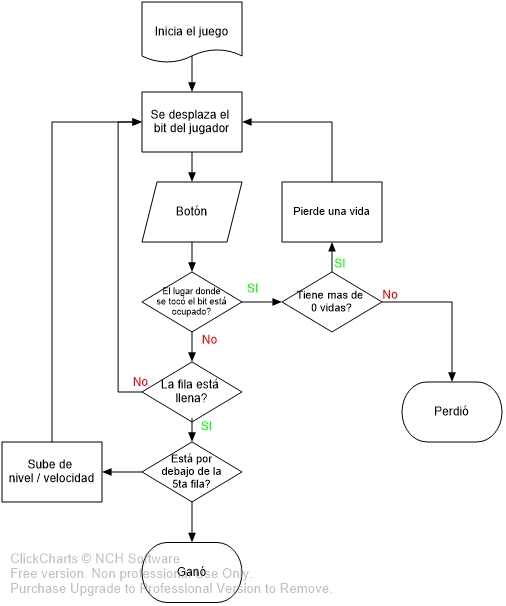 Inicia el juego
Se desplaza el
bit del jugador
Botón
Pierde una vida
El lugar donde
se tocó el bit está
ocupado?
SI
Tiene mas de
0 vidas?
SI
No
No
La fila está
llena?
No
Perdió
SI
Está por
debajo de la
5ta fila?
Sube de
nivel / velocidad
Ganó
ClickCharts © NCH Software
Free version. Non professional Use Only.
Purchase Upgrade to Professional Version to Remove.